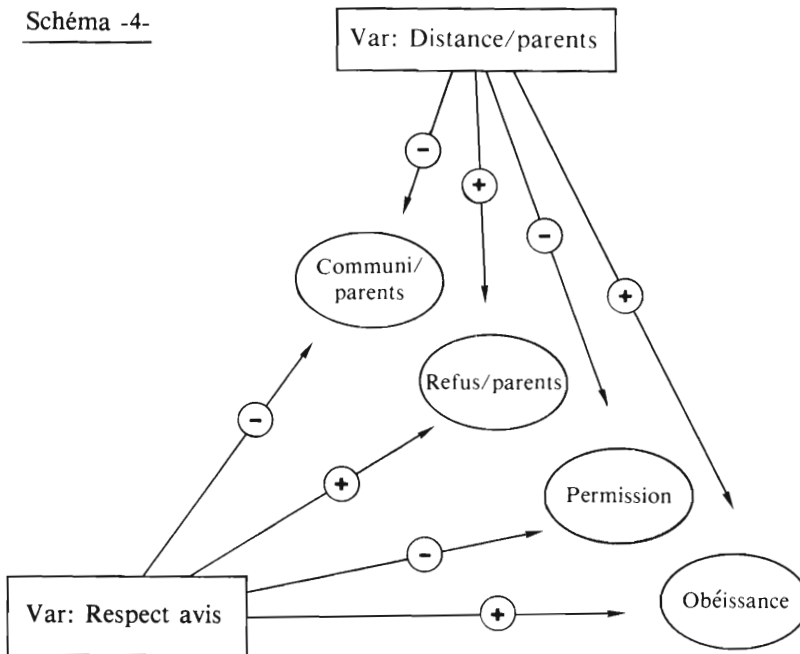 Schéma -4-
Var: Distance/parents
-
+
-
+
Communi/
parents
Refus/parents
-
+
Permission
-
Var: Respect avis
+
Obéissance